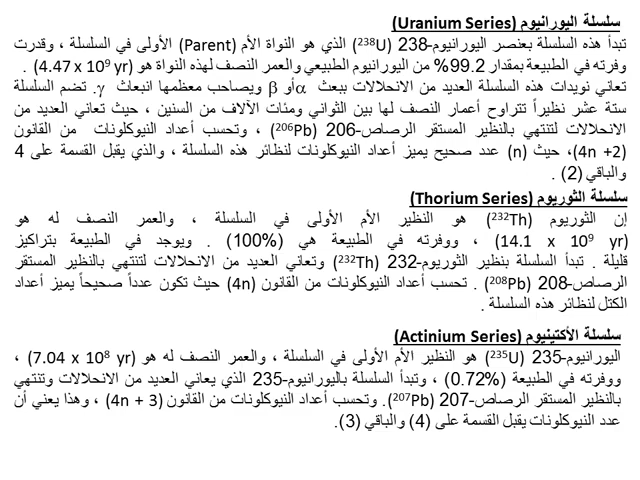 سلسلة اليورانيوم (Uranium Series)
تبدأ هذه السلسلة بعنصر اليورانيوم-238 (²³⁸U) الذي هو النواة الأم (Parent) الأولى في السلسلة ، وقدرت
وفرته في الطبيعة بمقدار 99.2% من اليورانيوم الطبيعي والعمر النصف لهذه النواة هو (4.47 x 10⁹ yr) .
تعاني نويدات هذه السلسلة العديد من الانحلالات ببعث α أو β ويصاحب معظمها انبعاث γ. تضم السلسلة
ستة عشر نظيراً تتراوح أعمار النصف لها بين الثواني ومئات الآلاف من السنين ، حيث تعاني العديد من
الانحلالات لتنتهي بالنظير المستقر الرصاص-206 (²⁰⁶Pb) ، وتحسب أعداد النيوكلونات من القانون
(4n +2)، حيث (n) عدد صحيح يميز أعداد النيوكلونات لنظائر هذه السلسلة ، والذي يقبل القسمة على 4
والباقي (2) .
سلسلة الثوريوم (Thorium Series)
إن الثوريوم (²³²Th) هو النظير الأم الأولى في السلسلة ، والعمر النصف له هو
(14.1 x 10⁹ yr) ، ووفرته في الطبيعة هي (100%) . ويوجد في الطبيعة بتراكيز
قليلة . تبدأ السلسلة بنظير الثوريوم-232 (²³²Th) وتعاني العديد من الانحلالات لتنتهي بالنظير المستقر
الرصاص-208 (²⁰⁸Pb) . تحسب أعداد النيوكلونات من القانون (4n) حيث تكون عدداً صحيحاً يميز أعداد
الكتل لنظائر هذه السلسلة .
سلسلة الأكتينيوم (Actinium Series)
اليورانيوم-235 (²³⁵U) هو النظير الأم الأولى في السلسلة ، والعمر النصف له هو (7.04 x 10⁸ yr) ،
ووفرته في الطبيعة (0.72%) ، وتبدأ السلسلة باليورانيوم-235 الذي يعاني العديد من الانحلالات وتنتهي
بالنظير المستقر الرصاص-207 (²⁰⁷Pb). وتحسب أعداد النيوكلونات من القانون (4n + 3) ، وهذا يعني أن
عدد النيوكلونات يقبل القسمة على (4) والباقي (3).